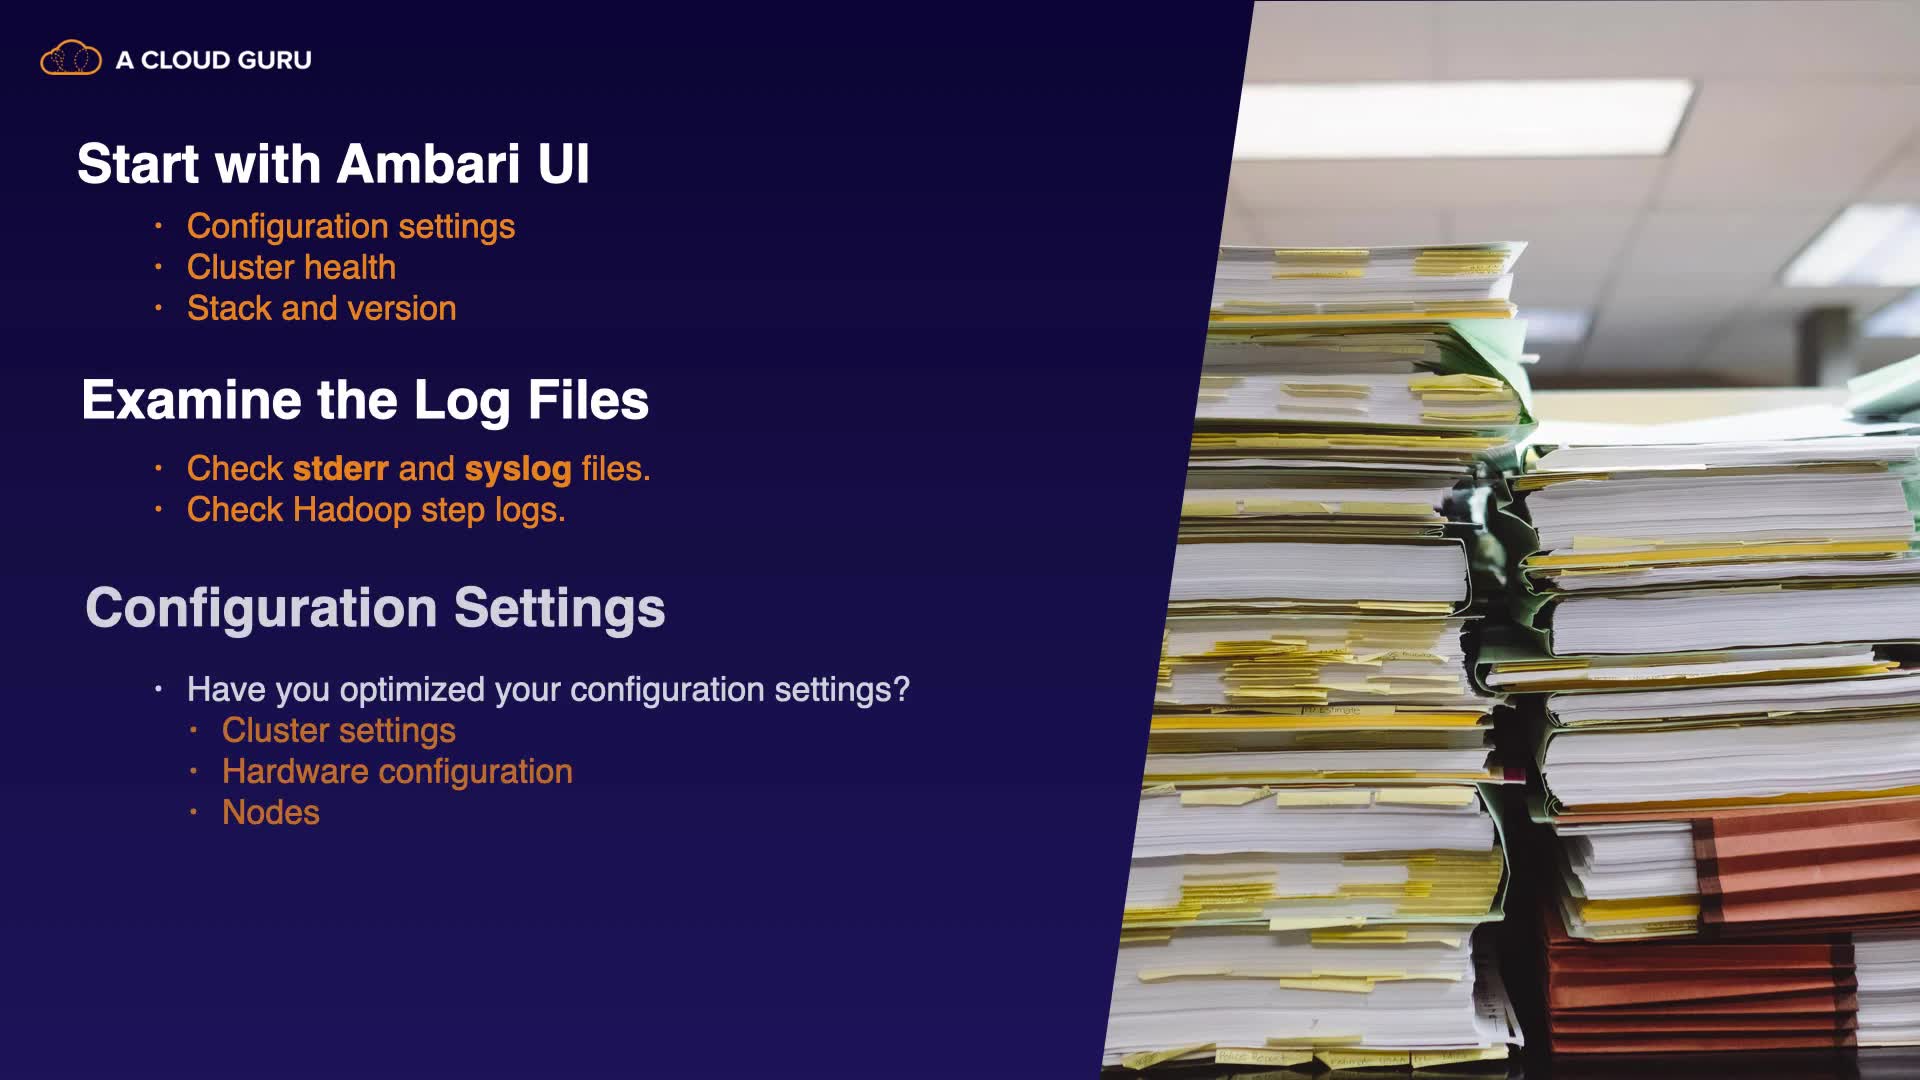 A CLOUD GURU
Start with Ambari UI
• Configuration settings
• Cluster health
• Stack and version
Examine the Log Files
• Check stderr and syslog files.
• Check Hadoop step logs.
Configuration Settings
• Have you optimized your configuration settings?
• Cluster settings
• Hardware configuration
• Nodes